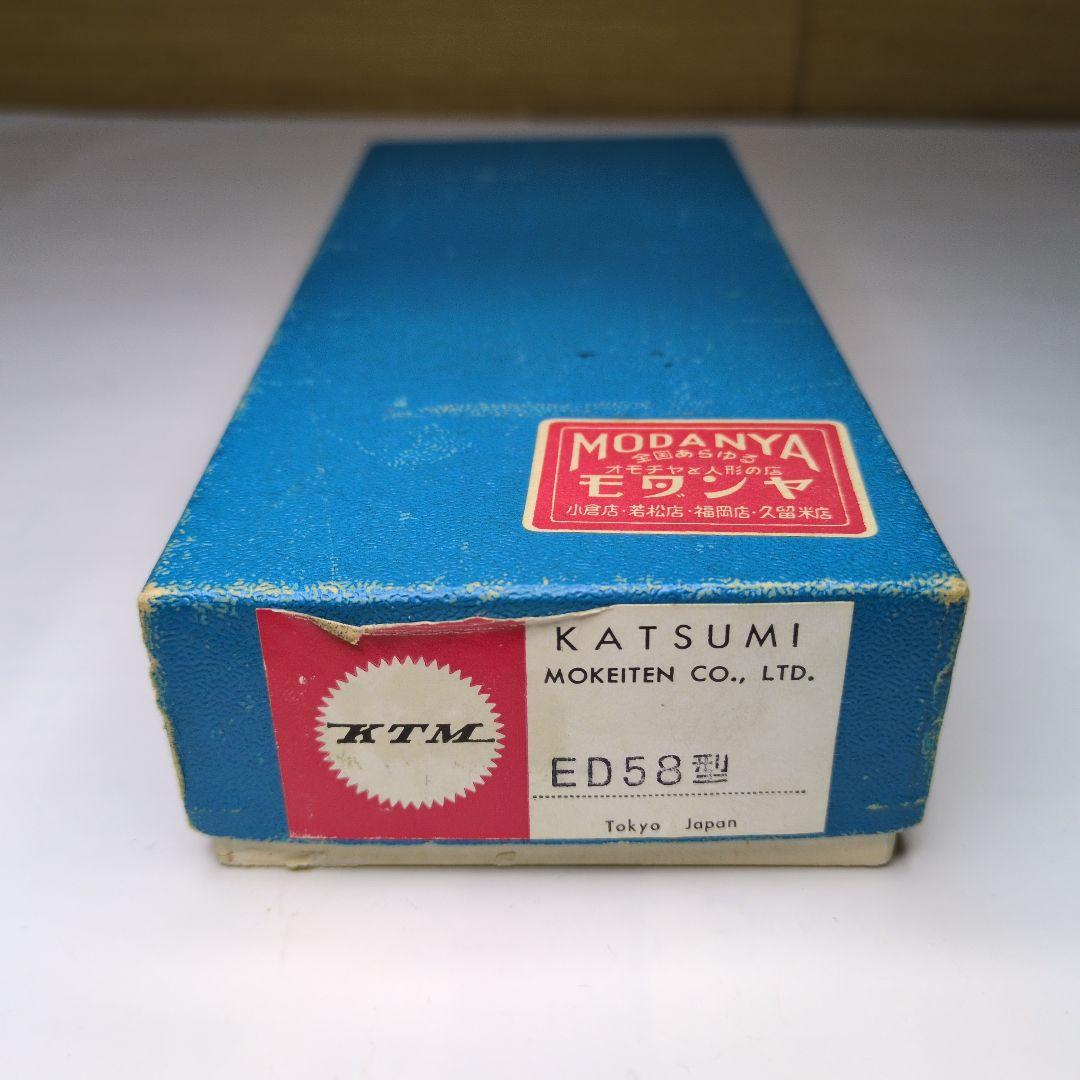 MODANYA
全国あらゆる
オモチヤと人形の店
モダンヤ
小倉店・若松店・福岡店・久留米店
KTM
KATSUMI
MOKEITEN CO., LTD.
ED58型
Tokyo Japan